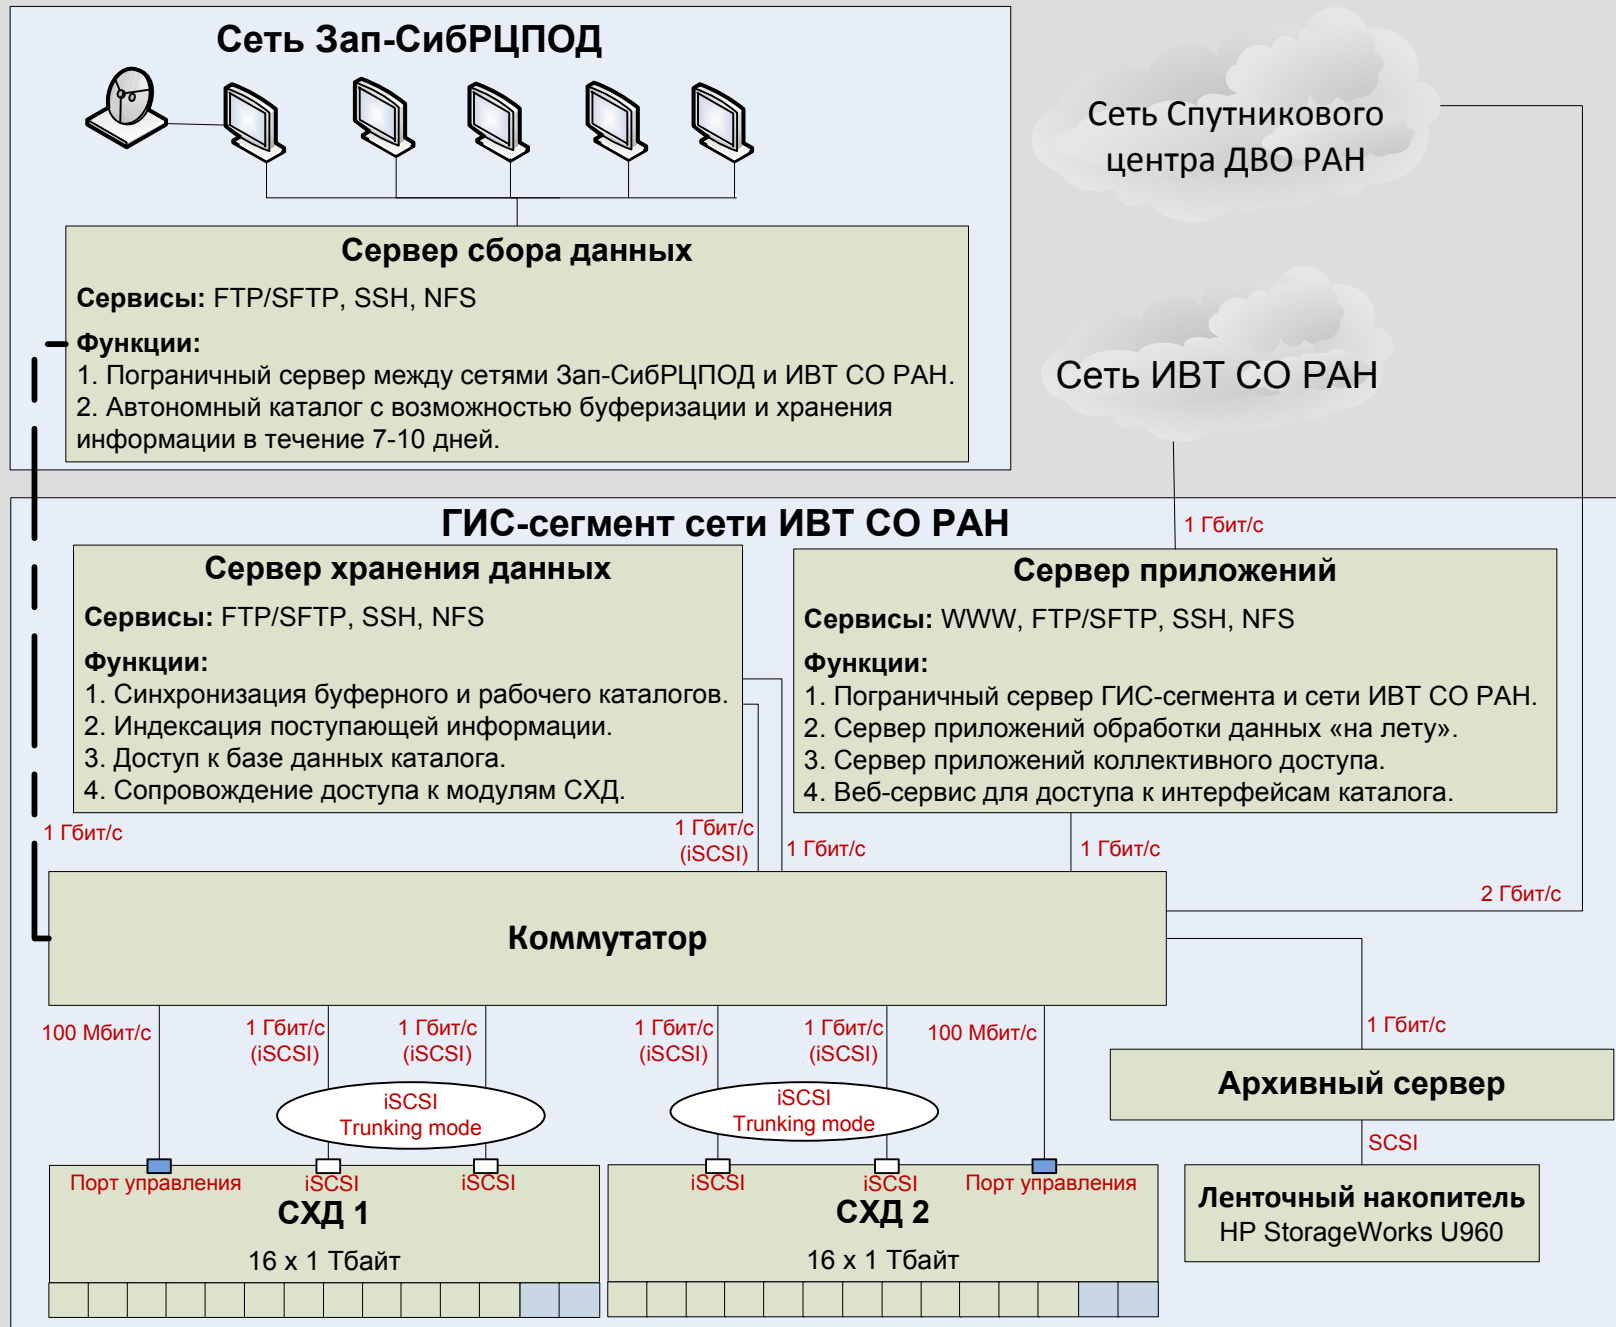 Сеть Зап-СибРЦПОД
Сеть Спутникового
центра ДВО РАН
Сервер сбора данных
Сервисы: FTP/SFTP, SSH, NFS
Функции:
1. Пограничный сервер между сетями Зап-СибРЦПОД и ИВТ СО РАН.
2. Автономный каталог с возможностью буферизации и хранения
информации в течение 7-10 дней.
Сеть ИВТ СО РАН
1 Гбит/с
ГИС-сегмент сети ИВТ СО РАН
Сервер хранения данных
Сервисы: FTP/SFTP, SSH, NFS
Функции:
1. Синхронизация буферного и рабочего каталогов.
2. Индексация поступающей информации.
3. Доступ к базе данных каталога.
4. Сопровождение доступа к модулям СХД.
Сервер приложений
Сервисы: WWW, FTP/SFTP, SSH, NFS
Функции:
1. Пограничный сервер ГИС-сегмента и сети ИВТ СО РАН.
2. Сервер приложений обработки данных «на лету».
3. Сервер приложений коллективного доступа.
4. Веб-сервис для доступа к интерфейсам каталога.
1 Гбит/с
1 Гбит/с
(iSCSI)
1 Гбит/с
1 Гбит/с
2 Гбит/с
Коммутатор
100 Мбит/с
1 Гбит/с
(iSCSI)
1 Гбит/с
(iSCSI)
1 Гбит/с
(iSCSI)
1 Гбит/с
(iSCSI)
100 Мбит/с
1 Гбит/с
iSCSI
Trunking mode
iSCSI
Trunking mode
Архивный сервер
SCSI
Порт управления
iSCSI
iSCSI
СХД 1
16 x 1 Тбайт
iSCSI
iSCSI
Порт управления
СХД 2
16 x 1 Тбайт
Ленточный накопитель
HP StorageWorks U960